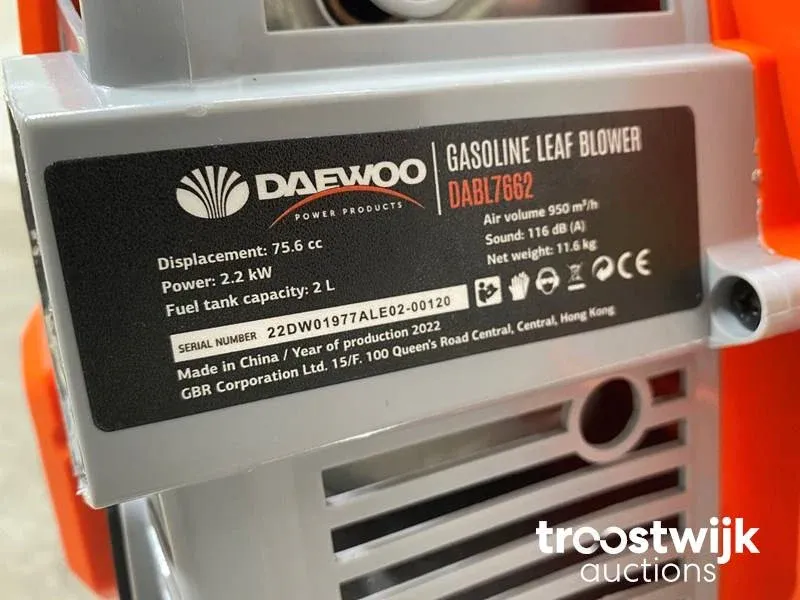 DAEWOO
POWER PRODUCTS
GASOLINE LEAF BLOWER
DABL7662
Displacement: 75.6 cc
Power: 2.2 kW
Fuel tank capacity: 2 L
Air volume 950 m³/h
Sound: 116 dB (A)
Net weight: 11.6 kg
SERIAL NUMBER 22DW01977ALE02-00120
CE
Made in China / Year of production 2022
GBR Corporation Ltd. 15/F. 100 Queen's Road Central, Central, Hong Kong
troostwijk
auctions